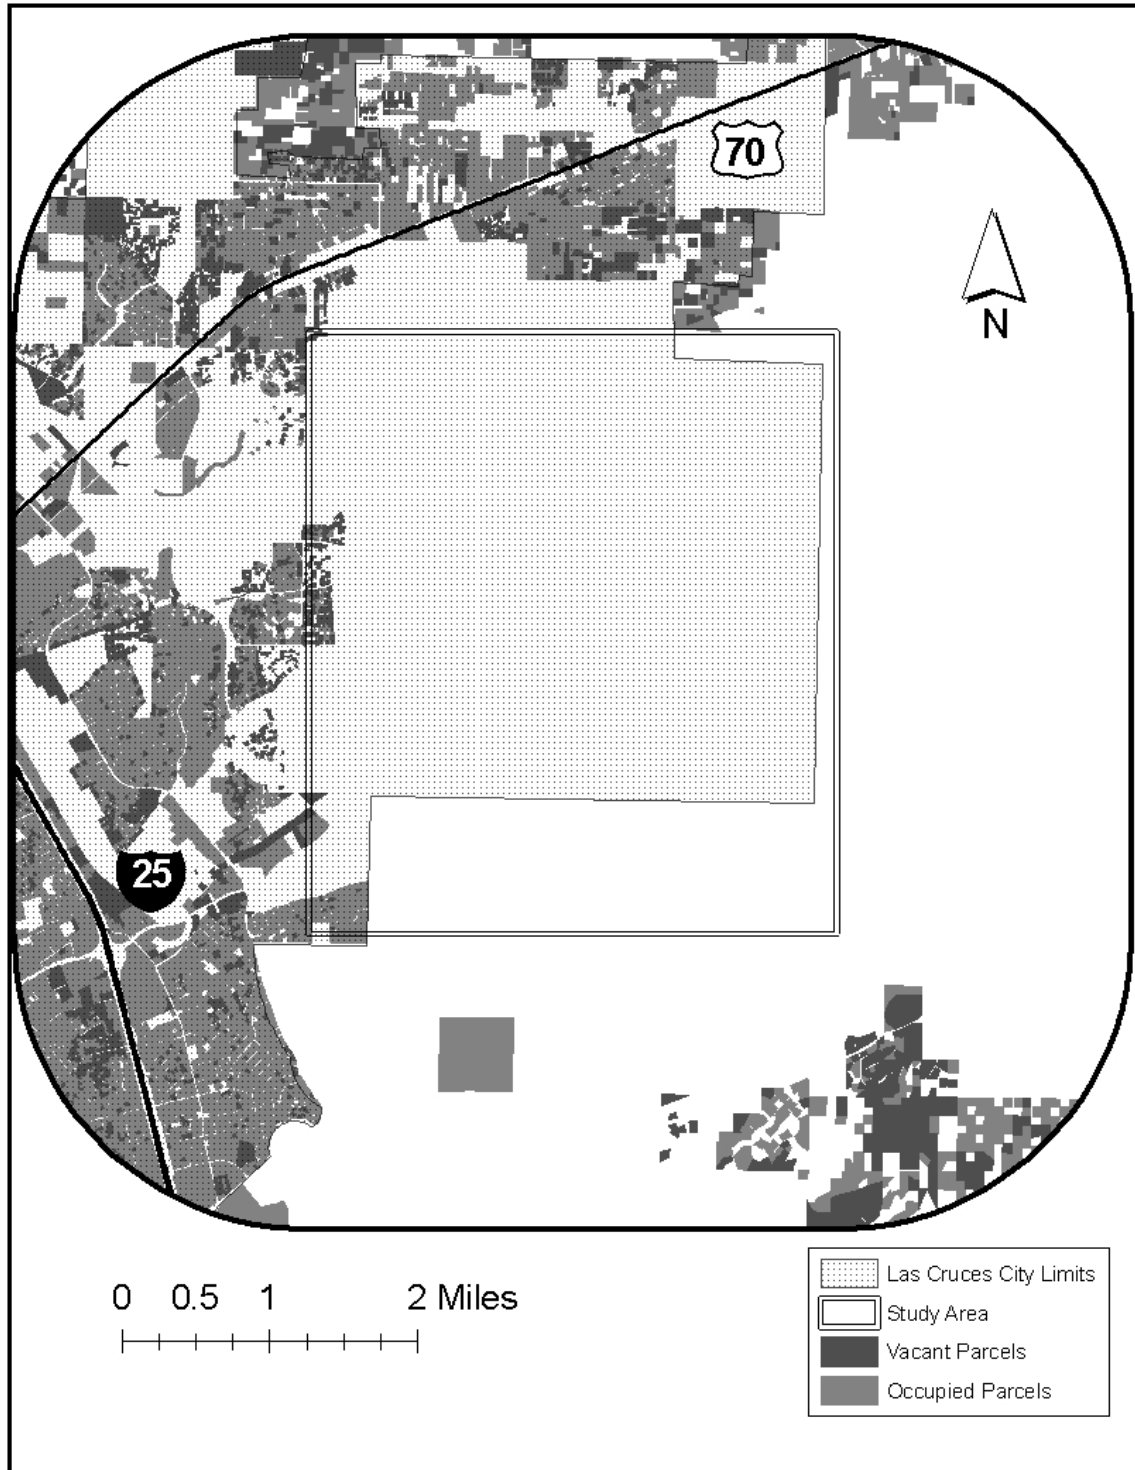 70
N
25
0 0.5 1 2 Miles
Las Cruces City Limits
Study Area
Vacant Parcels
Occupied Parcels